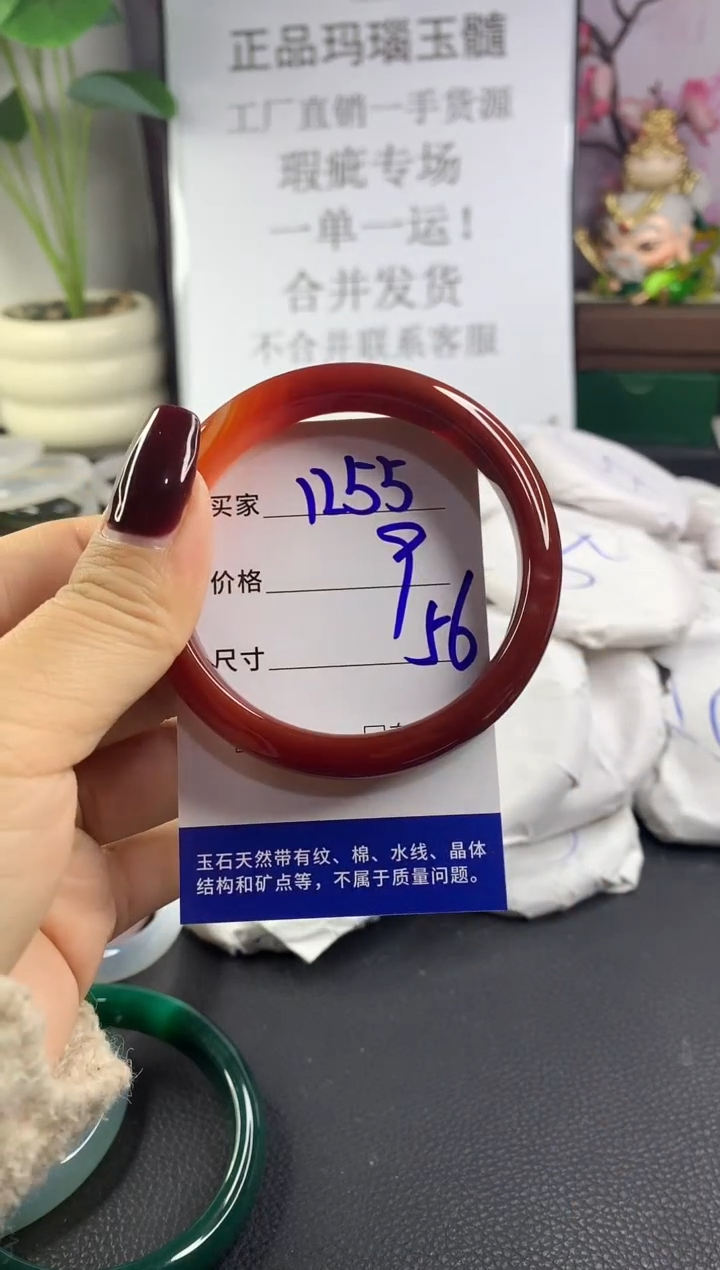 正品玛瑙玉髓
工厂直销一手货源
瑕疵专场
一单一运！
合并发货
不合并联系客服
买家 1255
价格 9
尺寸 56
玉石天然带有纹、棉、水线、晶体
结构和矿点等，不属于质量问题。